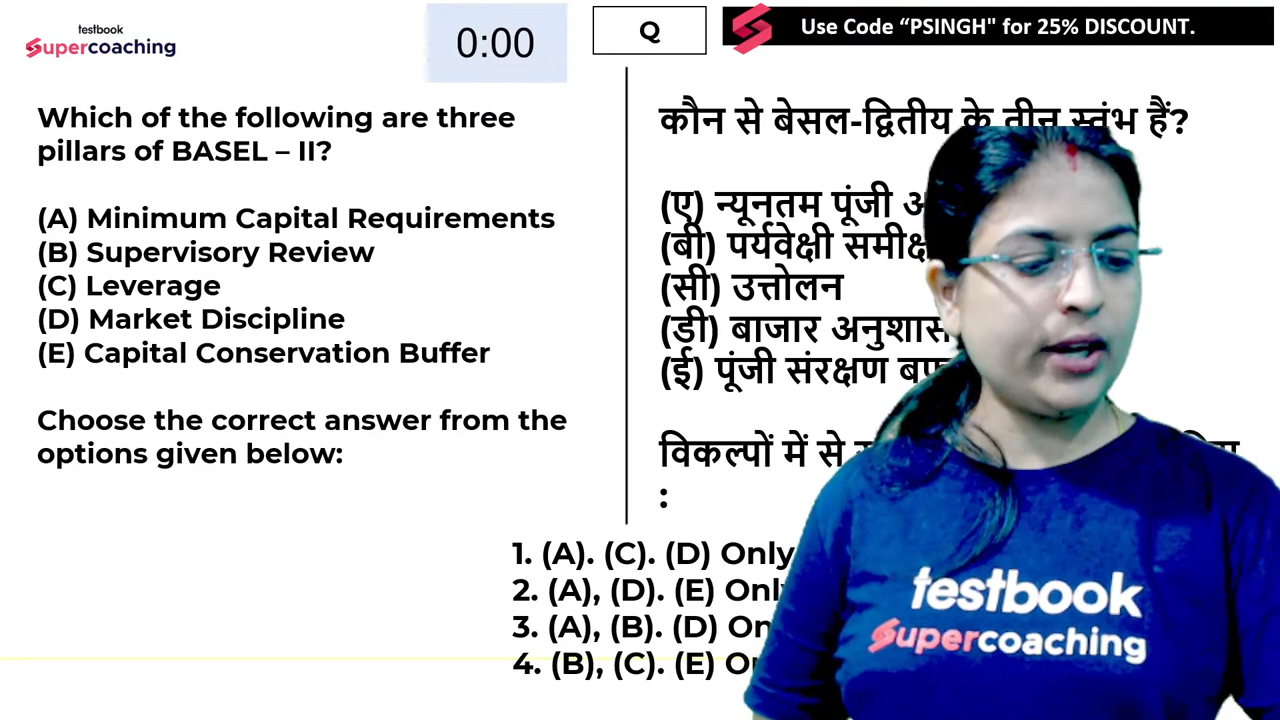 testbook
Supercoaching
0:00
Q
Use Code “PSINGH" for 25% DISCOUNT.
Which of the following are three
pillars of BASEL – II?
(A) Minimum Capital Requirements
(B) Supervisory Review
(C) Leverage
(D) Market Discipline
(E) Capital Conservation Buffer
Choose the correct answer from the
options given below:
कौन से बेसल-द्वितीय के तीन स्तंभ हैं?
(ए) न्यूनतम पूंजी
(बी) पर्यवेक्षी
(सी) उत्तोलन
(डी) बाजार
(ई) पूंजी संरक्षण
विकल्पों में से
:
1. (A). (C). (D) Only
2. (A), (D). (E) Only
3. (A), (B). (D)
4. (B), (C). (E)
testbook
Supercoaching